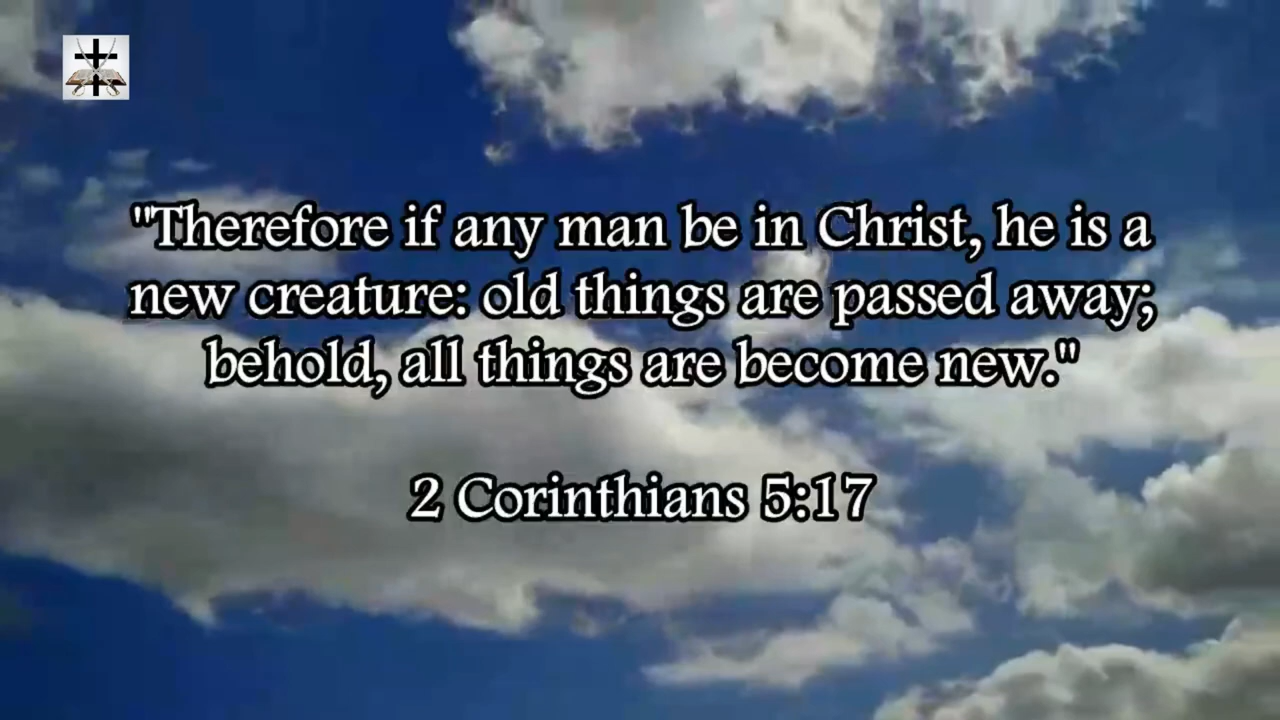 "Therefore if any man be in Christ, he is a
new creature: old things are passed away;
behold, all things are become new."
2 Corinthians 5:17